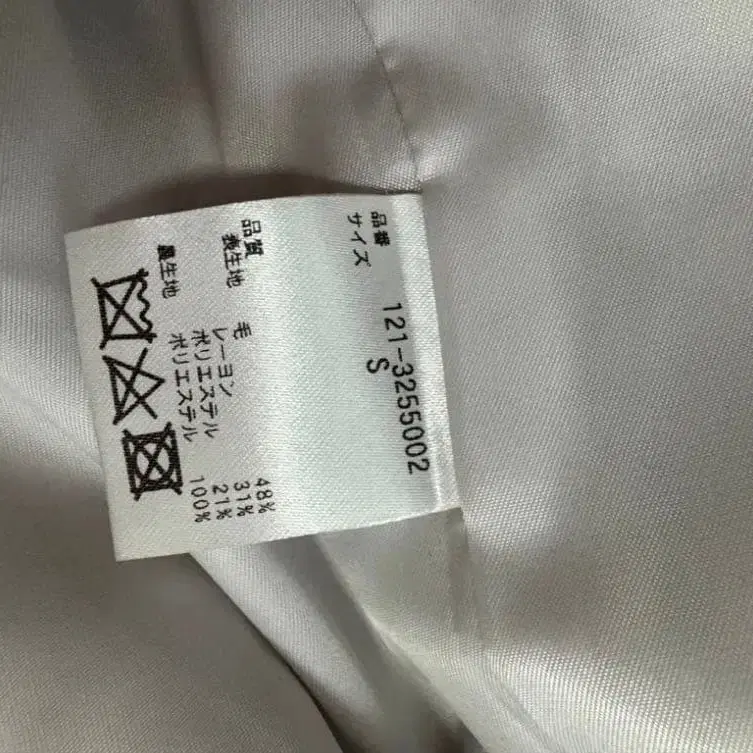 品番 121-3255002
サイズ S
品質
表生地 毛 48%
レーヨン 31%
ポリエステル 21%
裏生地 ポリエステル 100%